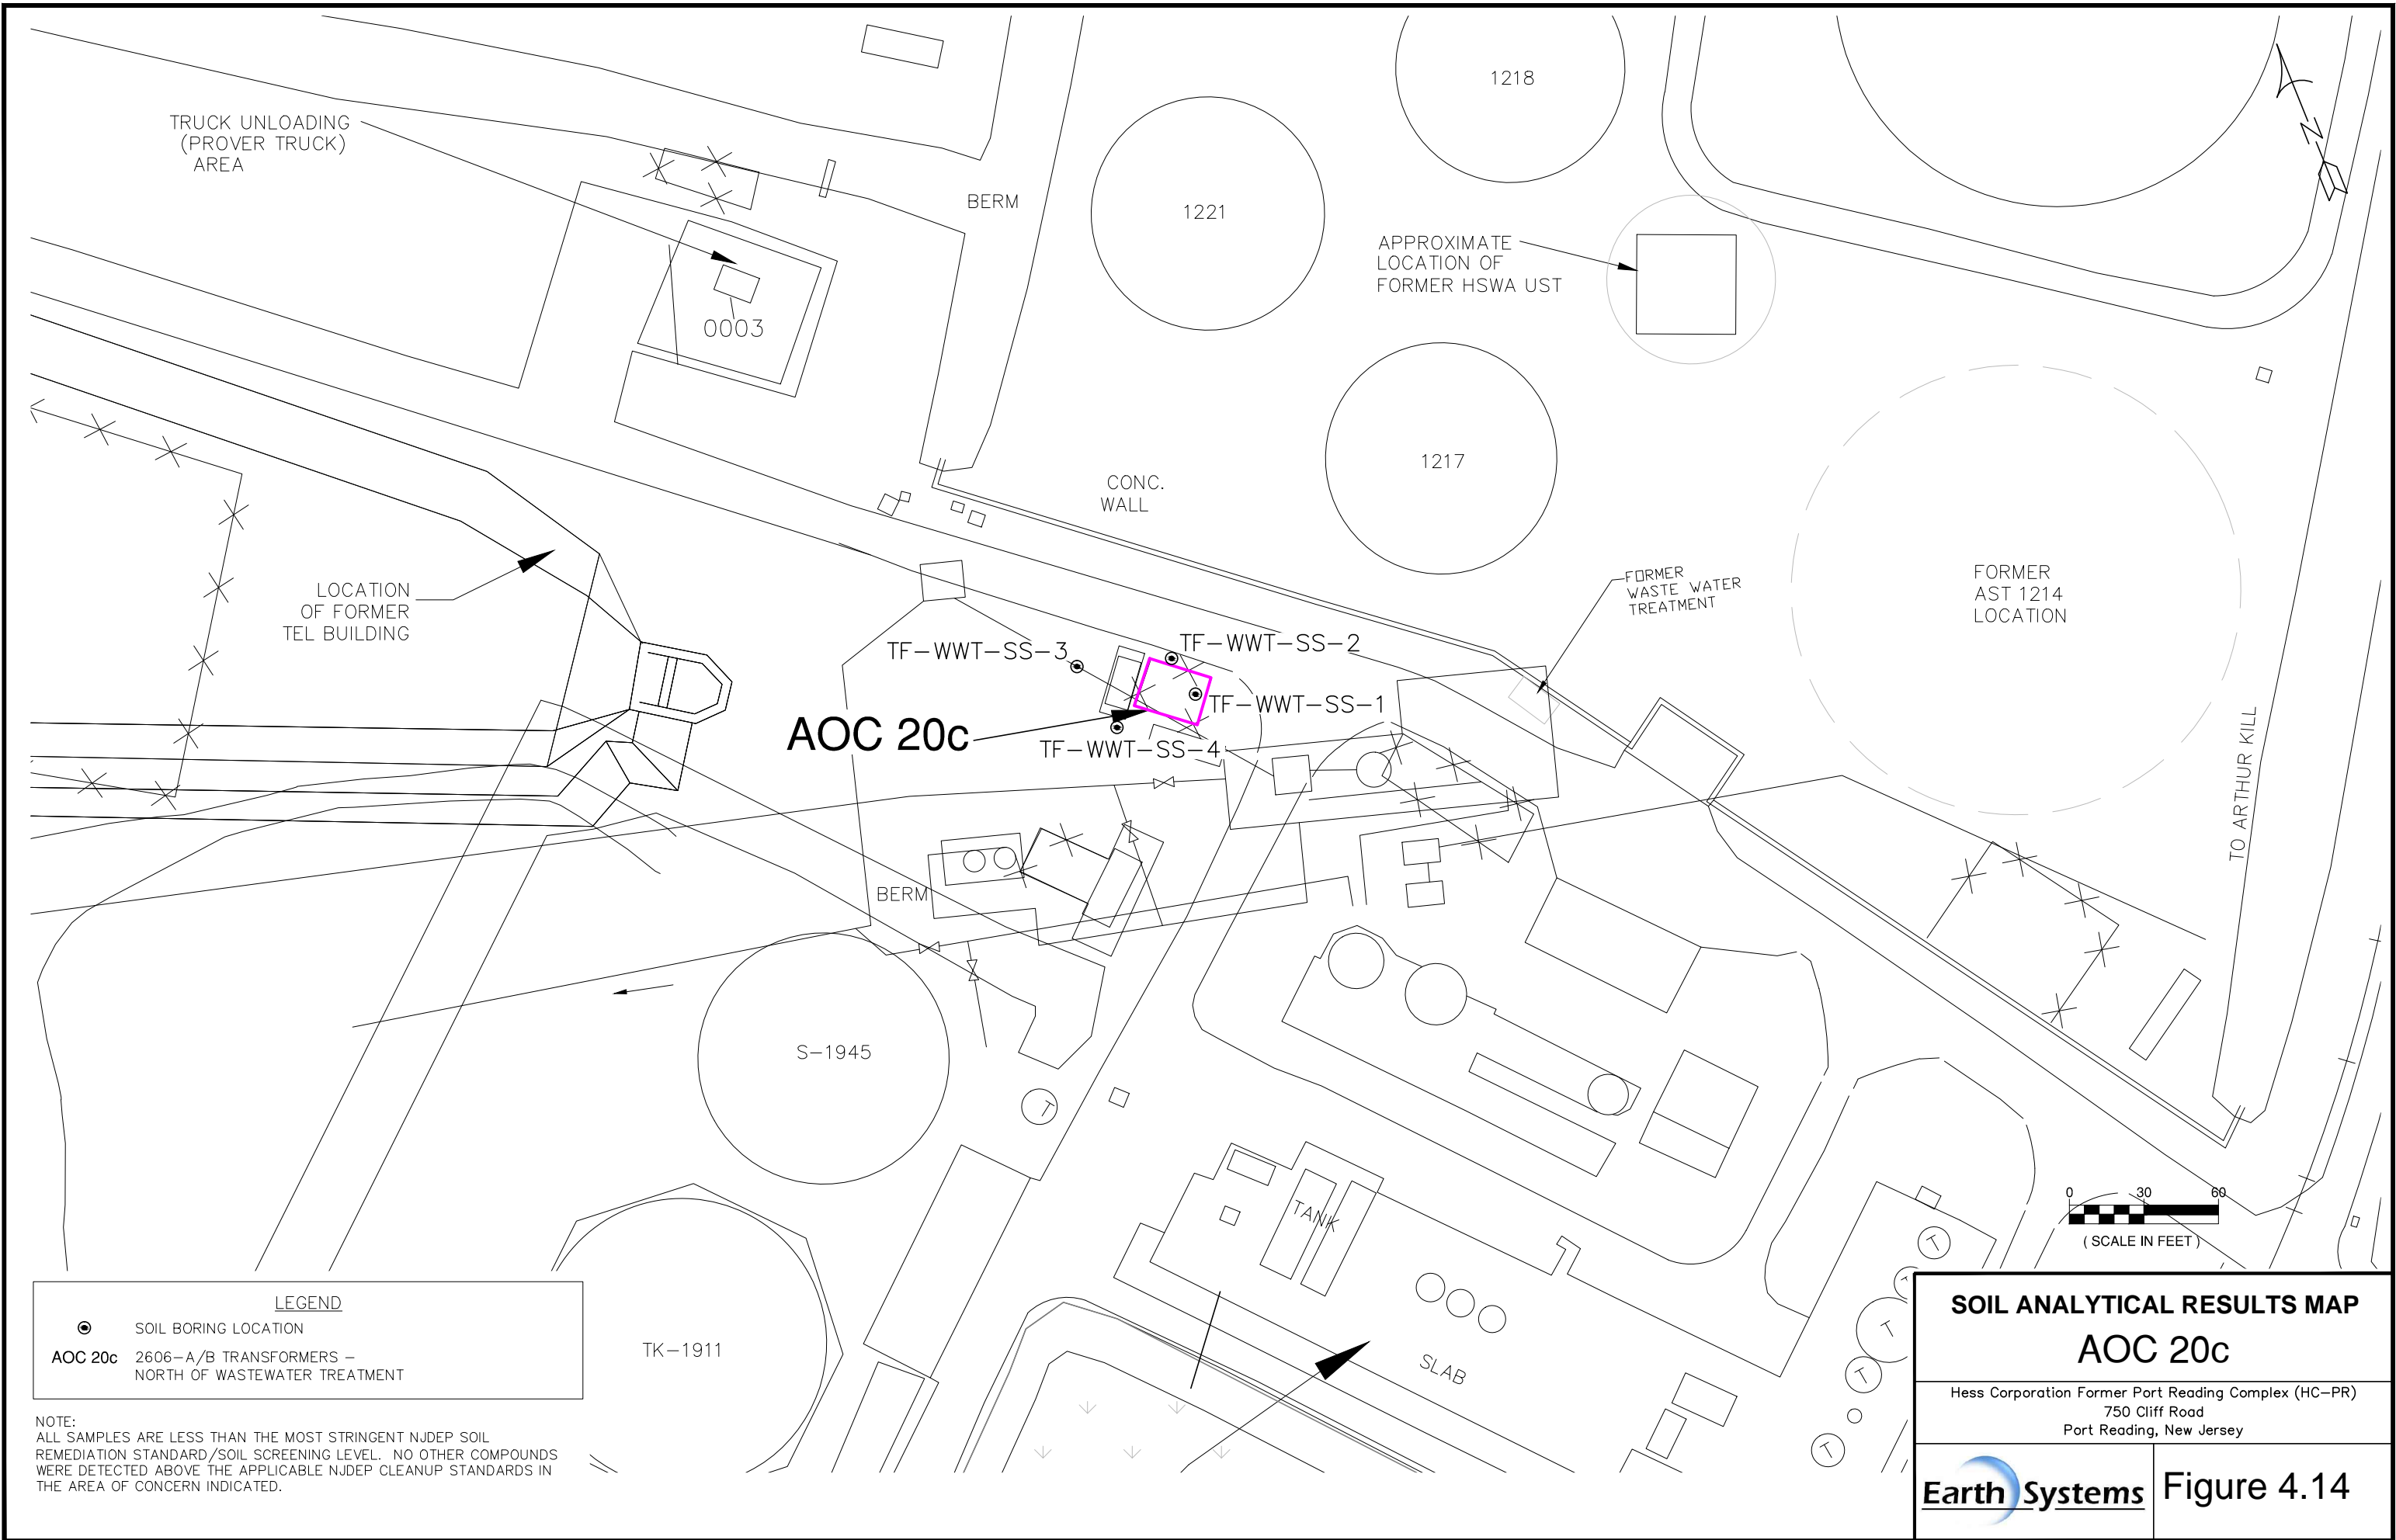 TRUCK UNLOADING
(PROVER TRUCK)
AREA
0003
BERM
1221
1218
N
APPROXIMATE
LOCATION OF
FORMER HSWA UST
1217
CONC.
WALL
FORMER
WASTE WATER
TREATMENT
FORMER
AST 1214
LOCATION
LOCATION
OF FORMER
TEL BUILDING
TF-WWT-SS-3
TF-WWT-SS-2
TF-WWT-SS-1
AOC 20c
TF-WWT-SS-4
TO ARTHUR KILL
BERM
S-1945
T
TANK
SLAB
TK-1911
0 30 60
( SCALE IN FEET )
T
T
T
T
T
LEGEND
SOIL BORING LOCATION
AOC 20c 2606-A/B TRANSFORMERS -
NORTH OF WASTEWATER TREATMENT
NOTE:
ALL SAMPLES ARE LESS THAN THE MOST STRINGENT NJDEP SOIL
REMEDIATION STANDARD/SOIL SCREENING LEVEL. NO OTHER COMPOUNDS
WERE DETECTED ABOVE THE APPLICABLE NJDEP CLEANUP STANDARDS IN
THE AREA OF CONCERN INDICATED.
SOIL ANALYTICAL RESULTS MAP
AOC 20c
Hess Corporation Former Port Reading Complex (HC-PR)
750 Cliff Road
Port Reading, New Jersey
Earth Systems
Figure 4.14